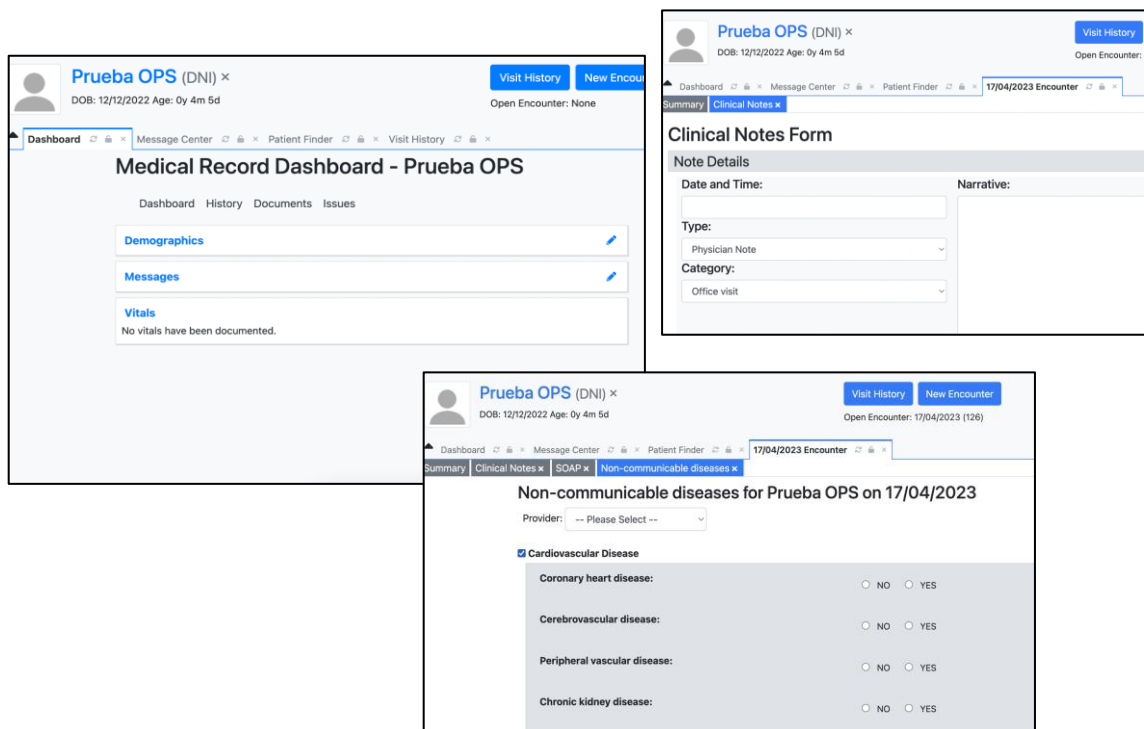 Prueba OPS (DNI) ×
DOB: 12/12/2022 Age: 0y 4m 5d
Visit History New Encou
Open Encounter: None
Dashboard × Message Center × Patient Finder × Visit History ×
Medical Record Dashboard - Prueba OPS
Dashboard History Documents Issues
Demographics
Messages
Vitals
No vitals have been documented.
Prueba OPS (DNI) ×
DOB: 12/12/2022 Age: 0y 4m 5d
Visit History
Open Encounter:
Dashboard × Message Center × Patient Finder × 17/04/2023 Encounter ×
Summary Clinical Notes ×
Clinical Notes Form
Note Details
Date and Time: Narrative:
Type:
Physician Note
Category:
Office visit
Prueba OPS (DNI) ×
DOB: 12/12/2022 Age: 0y 4m 5d
Visit History New Encounter
Open Encounter: 17/04/2023 (126)
Dashboard × Message Center × Patient Finder × 17/04/2023 Encounter ×
Summary Clinical Notes × SOAP × Non-communicable diseases ×
Non-communicable diseases for Prueba OPS on 17/04/2023
Provider: -- Please Select --
Cardiovascular Disease
Coronary heart disease: NO YES
Cerebrovascular disease: NO YES
Peripheral vascular disease: NO YES
Chronic kidney disease: NO YES